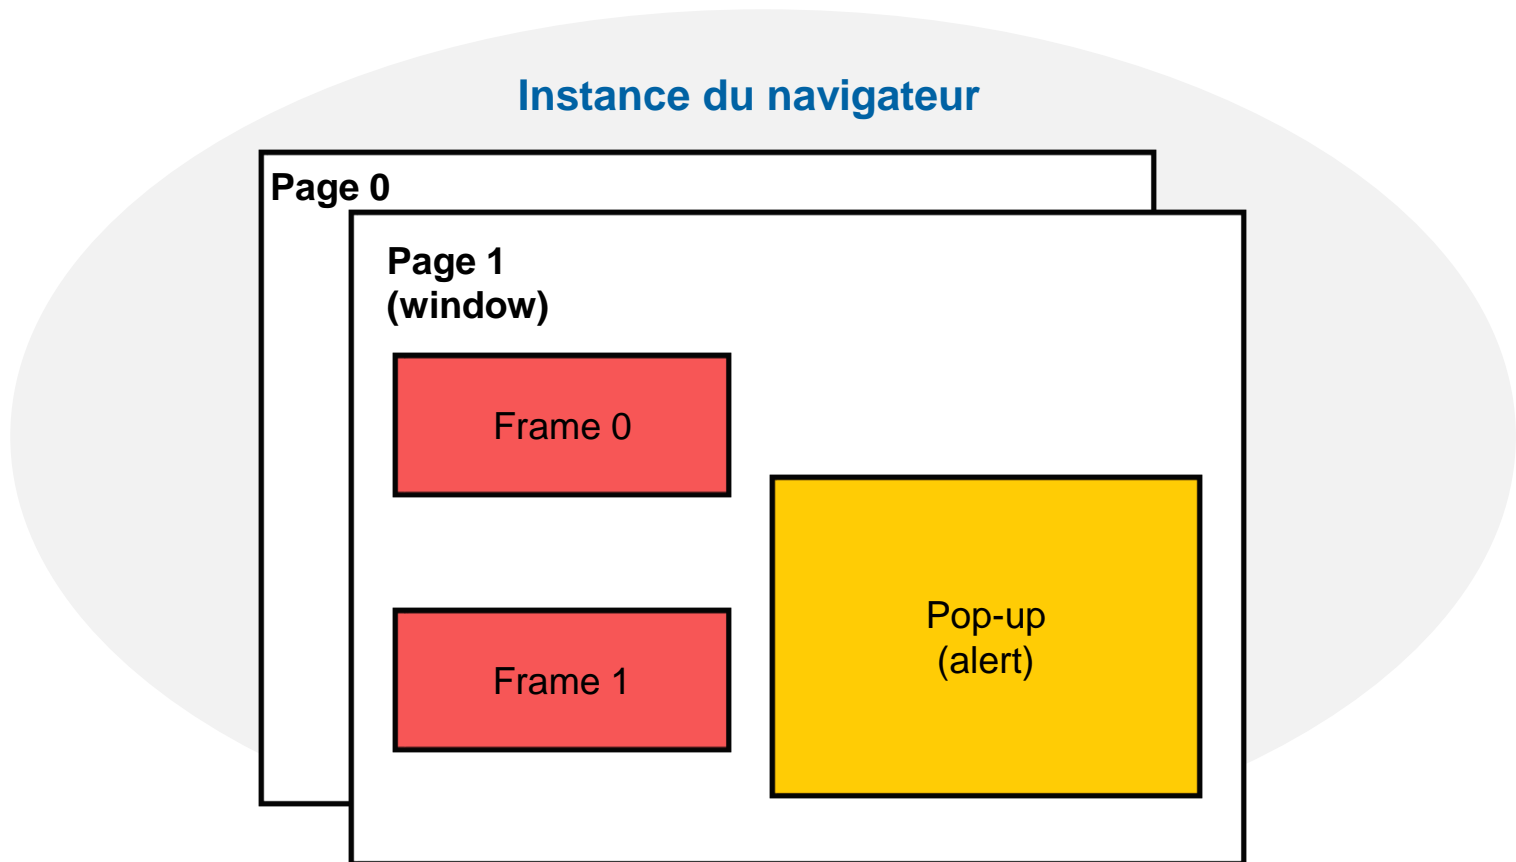 Instance du navigateur
Page 0
Page 1
(window)
Frame 0
Frame 1
Pop-up
(alert)